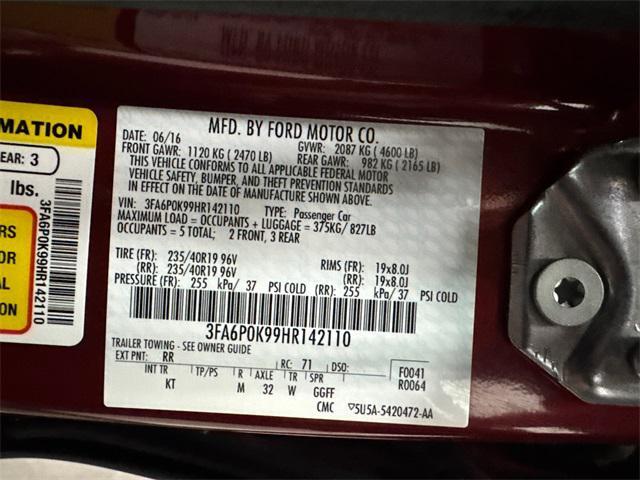 MATION
EAR: 3
lbs.
RS
OR
AL
ION
3FA6P0K99HR142110
MFD. BY FORD MOTOR CO.
DATE: 06/16 GVWR: 2087 KG (4600 LB)
FRONT GAWR: 1120 KG (2470 LB) REAR GAWR: 982 KG (2165 LB)
THIS VEHICLE CONFORMS TO ALL APPLICABLE FEDERAL MOTOR
VEHICLE SAFETY, BUMPER, AND THEFT PREVENTION STANDARDS
IN EFFECT ON THE DATE OF MANUFACTURE SHOWN ABOVE.
VIN: 3FA6P0K99HR142110 TYPE: Passenger Car
MAXIMUM LOAD = OCCUPANTS + LUGGAGE = 375KG/ 827LB
OCCUPANTS = 5 TOTAL; 2 FRONT, 3 REAR
TIRE (FR): 235/40R19 96V RIMS (FR): 19x8.0J
(RR): 235/40R19 96V (RR): 19x8.0J
PRESSURE (FR): 255 kPa/ 37 PSI COLD (RR): 255 kPa/ 37 PSI COLD
3FA6P0K99HR142110
TRAILER TOWING - SEE OWNER GUIDE
EXT PNT: RR RC: 71 DSO: F0041
INT TR TP/PS R AXLE TR SPR R0064
KT M 32 W GGFF
CMC ▽5U5A-5420472-AA